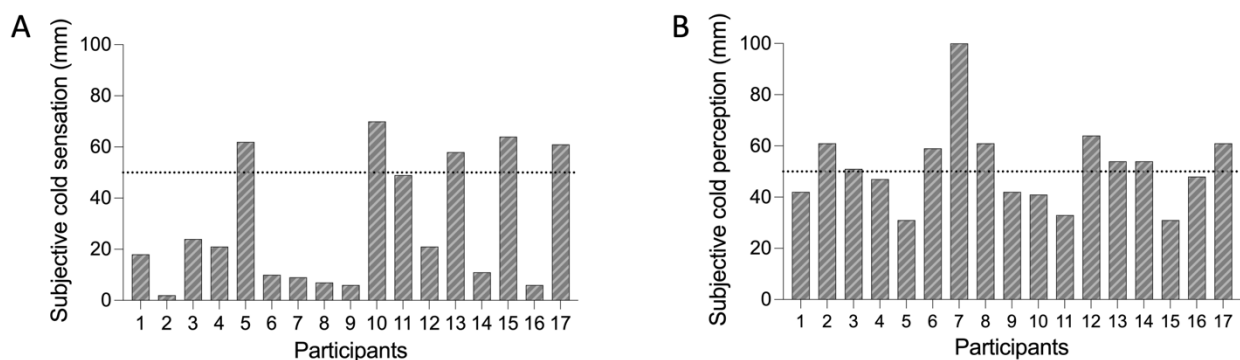 A
Subjective cold sensation (mm)
100
80
60
40
20
0
1 2 3 4 5 6 7 8 9 10 11 12 13 14 15 16 17
Participants
B
Subjective cold perception (mm)
100
80
60
40
20
0
1 2 3 4 5 6 7 8 9 10 11 12 13 14 15 16 17
Participants